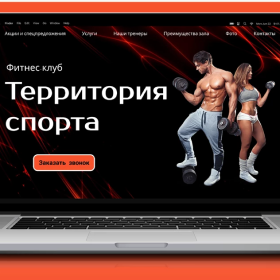 Акции и спецпредложения Услуги Наши тренеры Преимущества зала Фото Контакты
Фитнес клуб
Территория
спорта
Заказать звонок